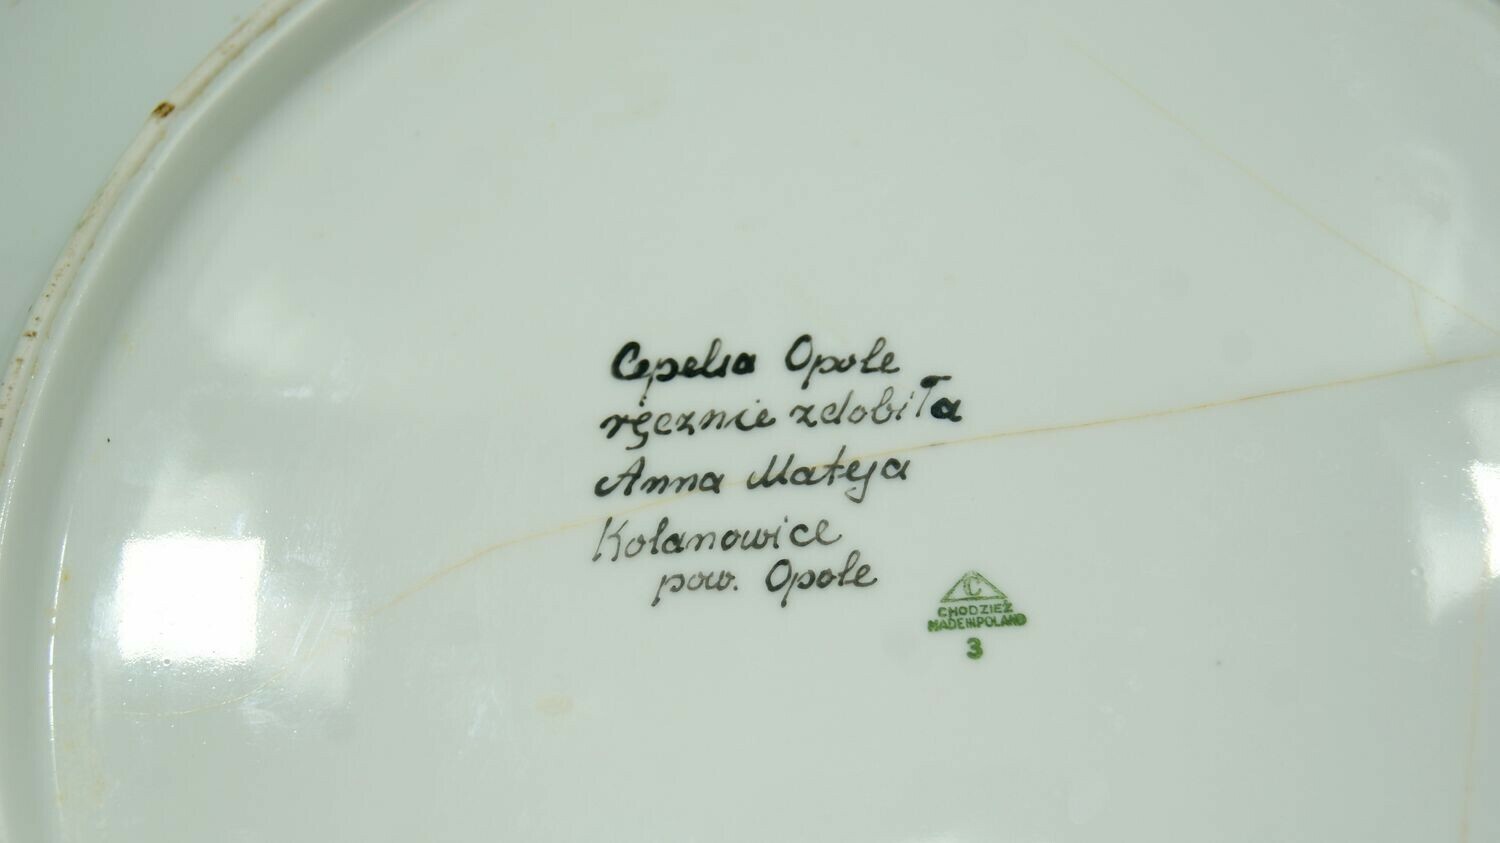 Cepelia Opole
ręcznie zdobiła
Anna Mateja
Kolanowice
pow. Opole
C
CHODZIEŻ
MADE IN POLAND
3